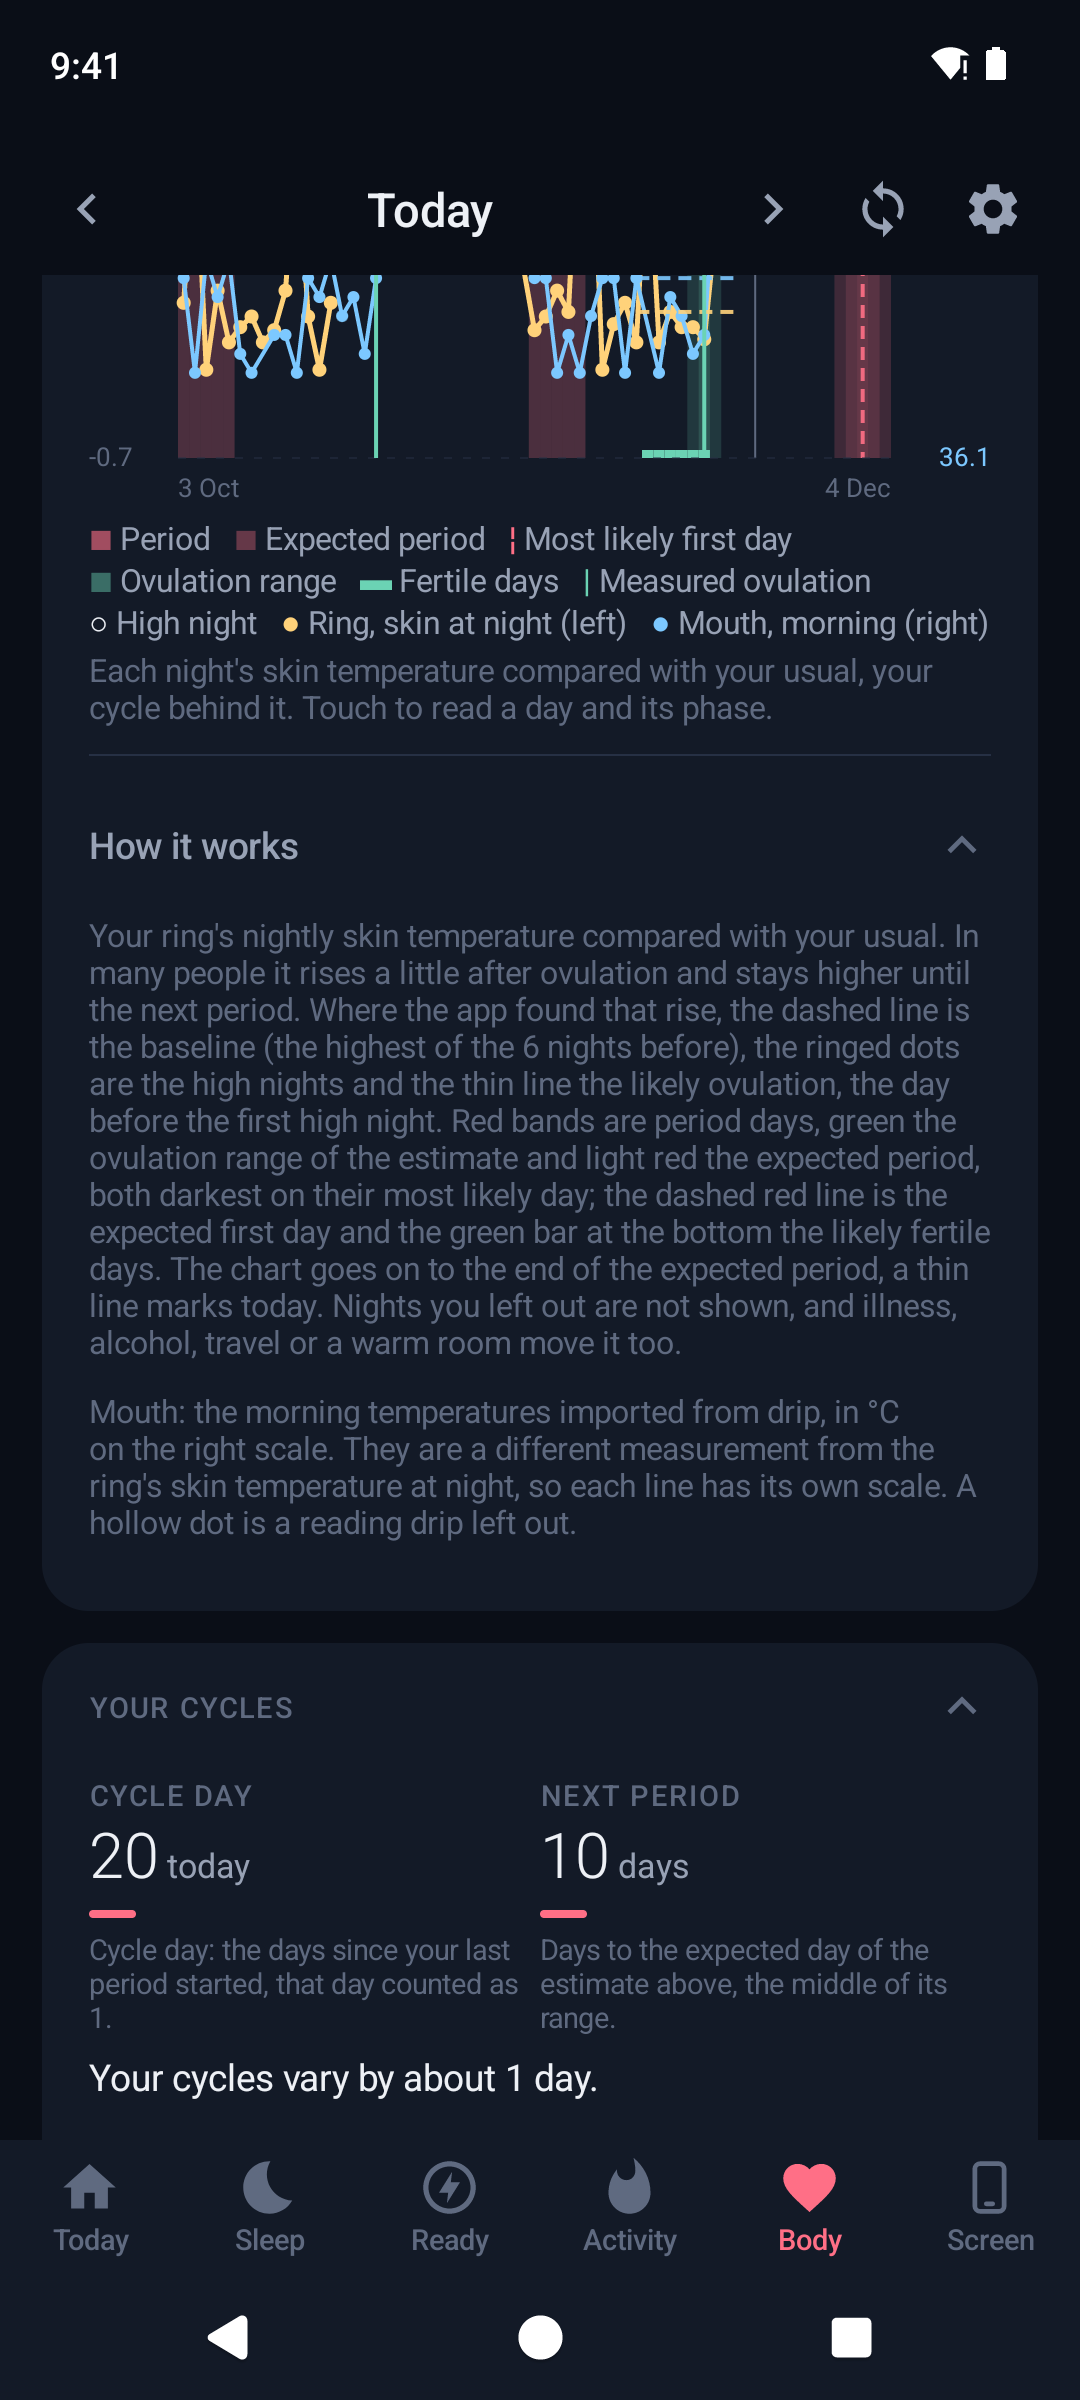 9:41
Today
-0.7
36.1
3 Oct
4 Dec
Period Expected period Most likely first day
Ovulation range Fertile days Measured ovulation
High night Ring, skin at night (left) Mouth, morning (right)
Each night's skin temperature compared with your usual, your
cycle behind it. Touch to read a day and its phase.
How it works
Your ring's nightly skin temperature compared with your usual. In
many people it rises a little after ovulation and stays higher until
the next period. Where the app found that rise, the dashed line is
the baseline (the highest of the 6 nights before), the ringed dots
are the high nights and the thin line the likely ovulation, the day
before the first high night. Red bands are period days, green the
ovulation range of the estimate and light red the expected period,
both darkest on their most likely day; the dashed red line is the
expected first day and the green bar at the bottom the likely fertile
days. The chart goes on to the end of the expected period, a thin
line marks today. Nights you left out are not shown, and illness,
alcohol, travel or a warm room move it too.
Mouth: the morning temperatures imported from drip, in °C
on the right scale. They are a different measurement from the
ring's skin temperature at night, so each line has its own scale. A
hollow dot is a reading drip left out.
YOUR CYCLES
CYCLE DAY
20 today
Cycle day: the days since your last
period started, that day counted as
1.
NEXT PERIOD
10 days
Days to the expected day of the
estimate above, the middle of its
range.
Your cycles vary by about 1 day.
Today Sleep Ready Activity Body Screen